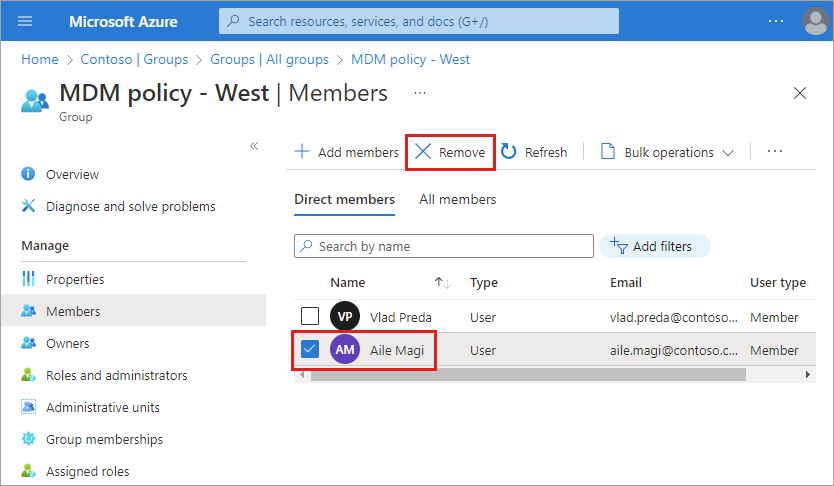 Microsoft Azure
Search resources, services, and docs (G+/)
...
Home > Contoso | Groups > Groups | All groups > MDM policy - West
MDM policy - West | Members ...
Group
«
Add members Remove Refresh Bulk operations ...
Overview
Diagnose and solve problems
Direct members All members
Manage
Search by name Add filters
Properties
Name Type Email User type
Members
VP Vlad Preda User vlad.preda@contoso... Member
Owners
AM Aile Magi User aile.magi@contoso.c... Member
Roles and administrators
Administrative units
Group memberships
Assigned roles